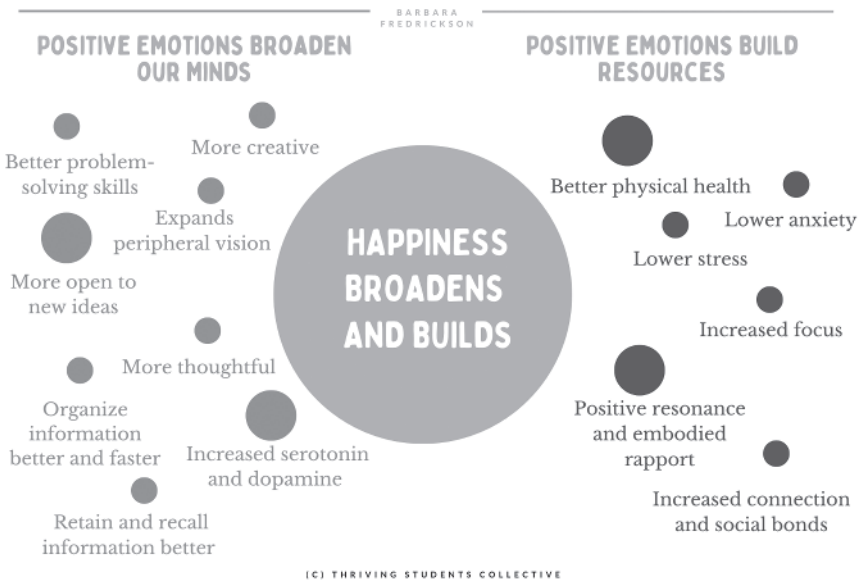 BARBARA
FREDRICKSON
POSITIVE EMOTIONS BROADEN
OUR MINDS
Better problem-
solving skills
More creative
Expands
peripheral vision
More open to
new ideas
More thoughtful
Organize
information
better and faster
Increased serotonin
and dopamine
Retain and recall
information better
HAPPINESS
BROADENS
AND BUILDS
POSITIVE EMOTIONS BUILD
RESOURCES
Better physical health
Lower anxiety
Lower stress
Increased focus
Positive resonance
and embodied
rapport
Increased connection
and social bonds
(C) THRIVING STUDENTS COLLECTIVE